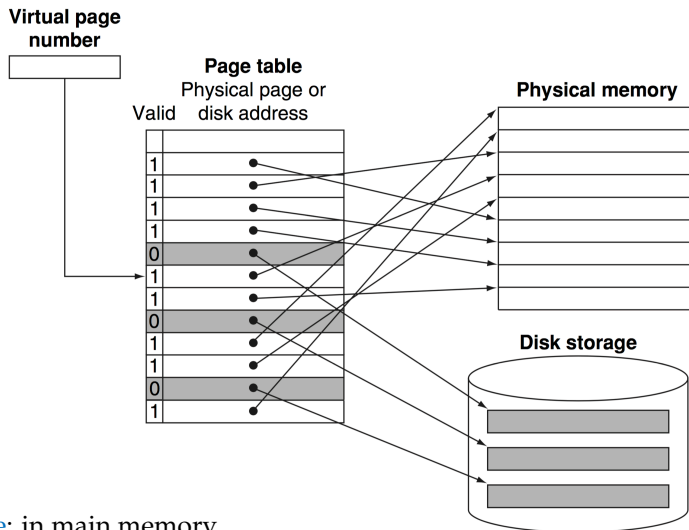 Virtual page
number
Page table
Physical page or
Valid disk address
1
1
1
1
0
1
1
0
1
1
0
1
Physical memory
Disk storage
: in main memory